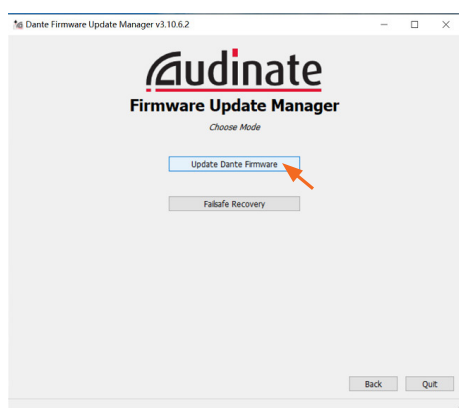 Dante Firmware Update Manager v3.10.6.2
Audinate
Firmware Update Manager
Choose Mode
Update Dante Firmware
Failsafe Recovery
Back Quit